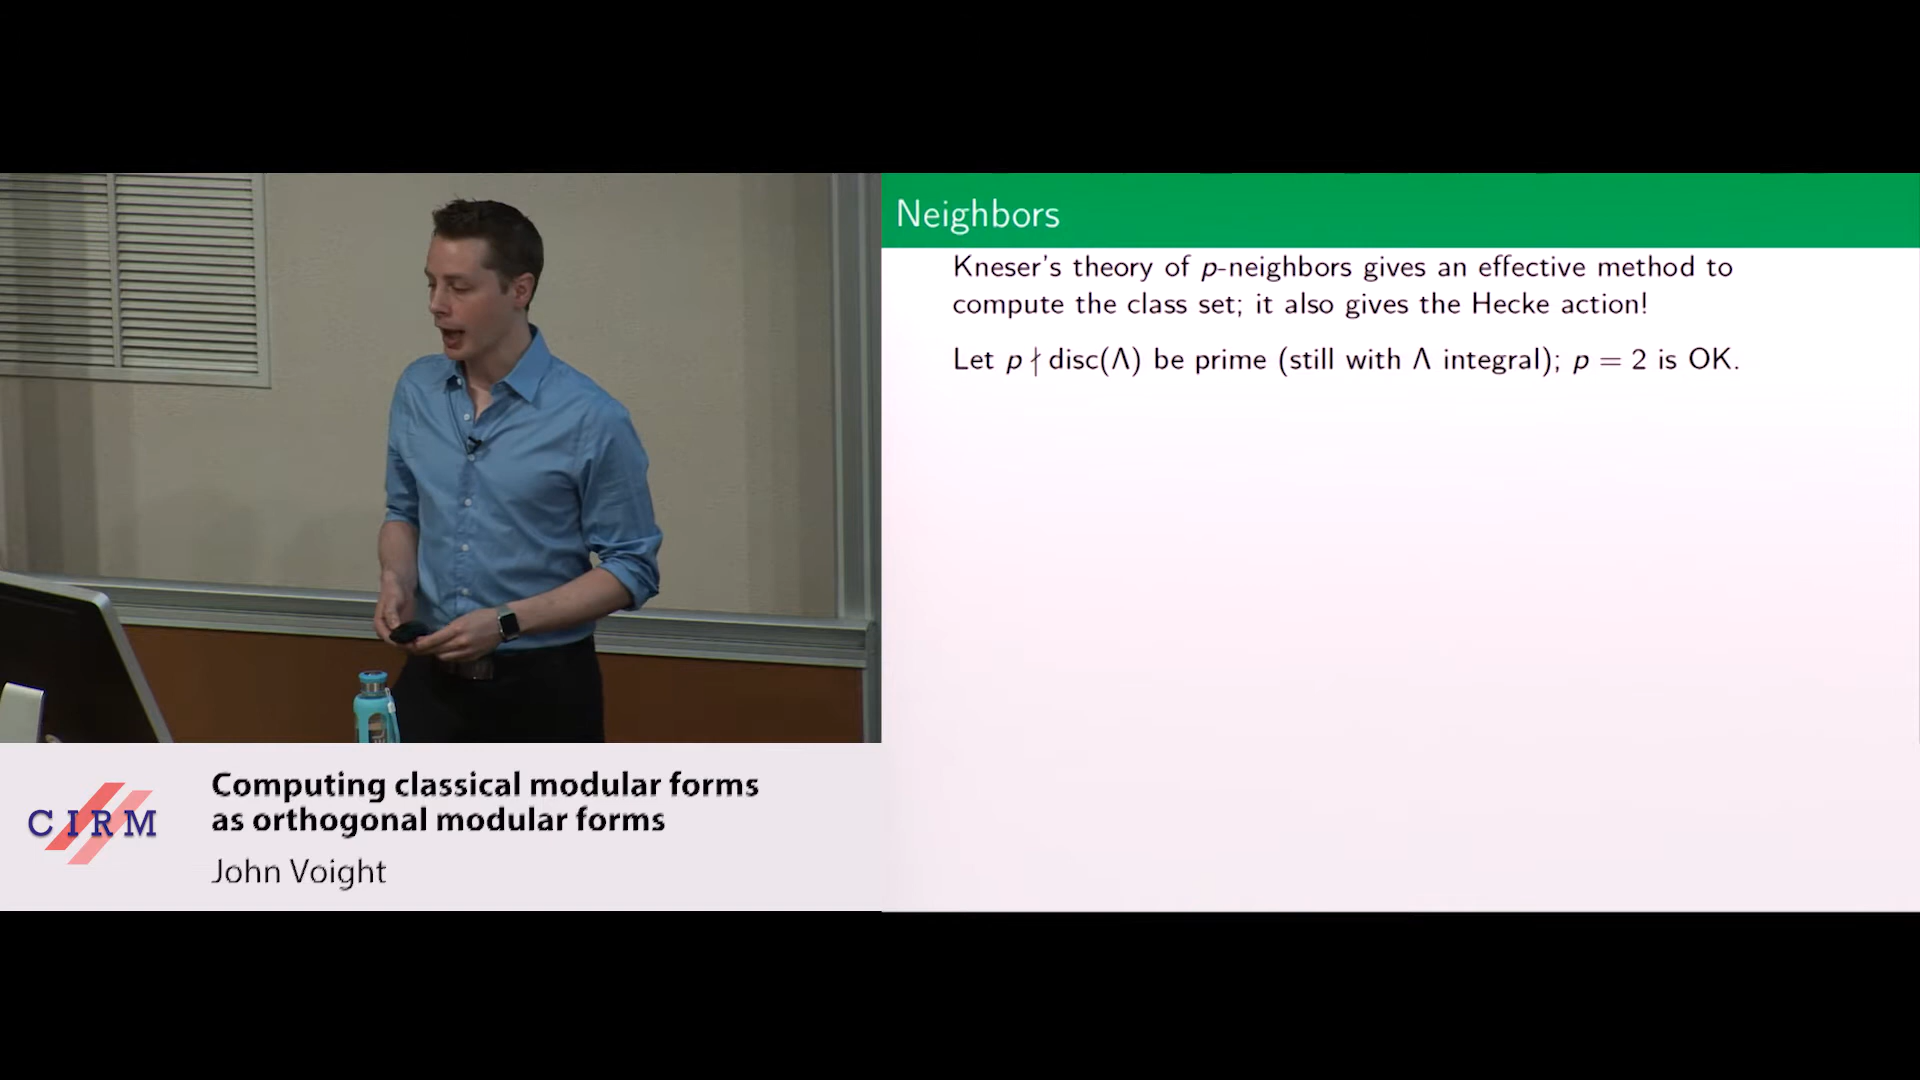 Neighbors
Kneser's theory of p-neighbors gives an effective method to
compute the class set; it also gives the Hecke action!
Let p ∤ disc(Λ) be prime (still with Λ integral); p = 2 is OK.
Computing classical modular forms
as orthogonal modular forms
CIRM
John Voight